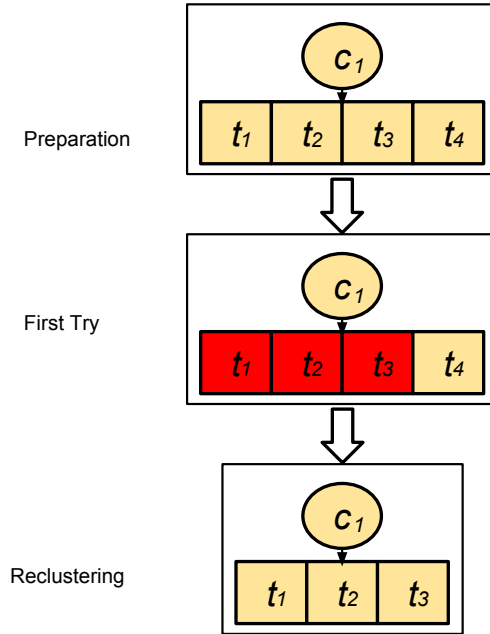 c1
Preparation
t1 t2 t3 t4
c1
First Try
t1 t2 t3 t4
c1
Reclustering
t1 t2 t3